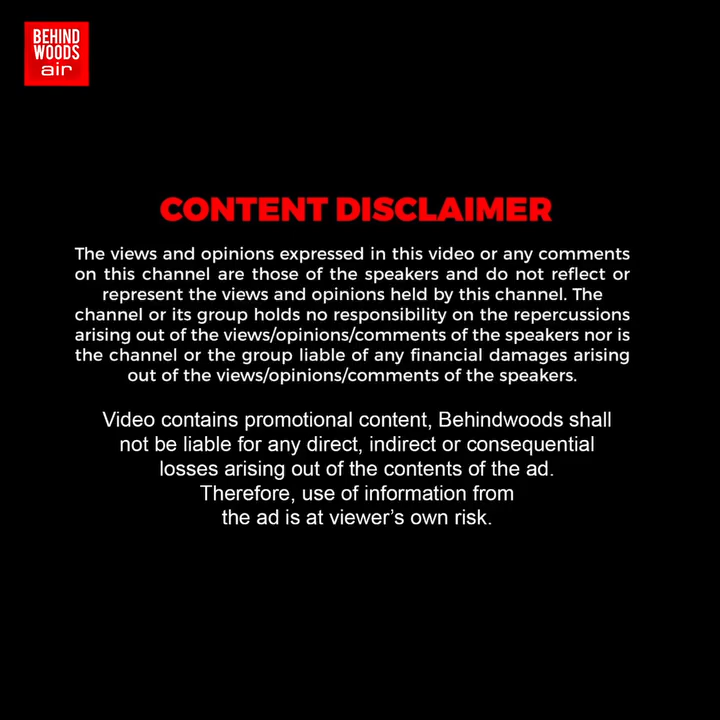 BEHIND
WOODS
air
CONTENT DISCLAIMER
The views and opinions expressed in this video or any comments
on this channel are those of the speakers and do not reflect or
represent the views and opinions held by this channel. The
channel or its group holds no responsibility on the repercussions
arising out of the views/opinions/comments of the speakers nor is
the channel or the group liable of any financial damages arising
out of the views/opinions/comments of the speakers.
Video contains promotional content, Behindwoods shall
not be liable for any direct, indirect or consequential
losses arising out of the contents of the ad.
Therefore, use of information from
the ad is at viewer’s own risk.